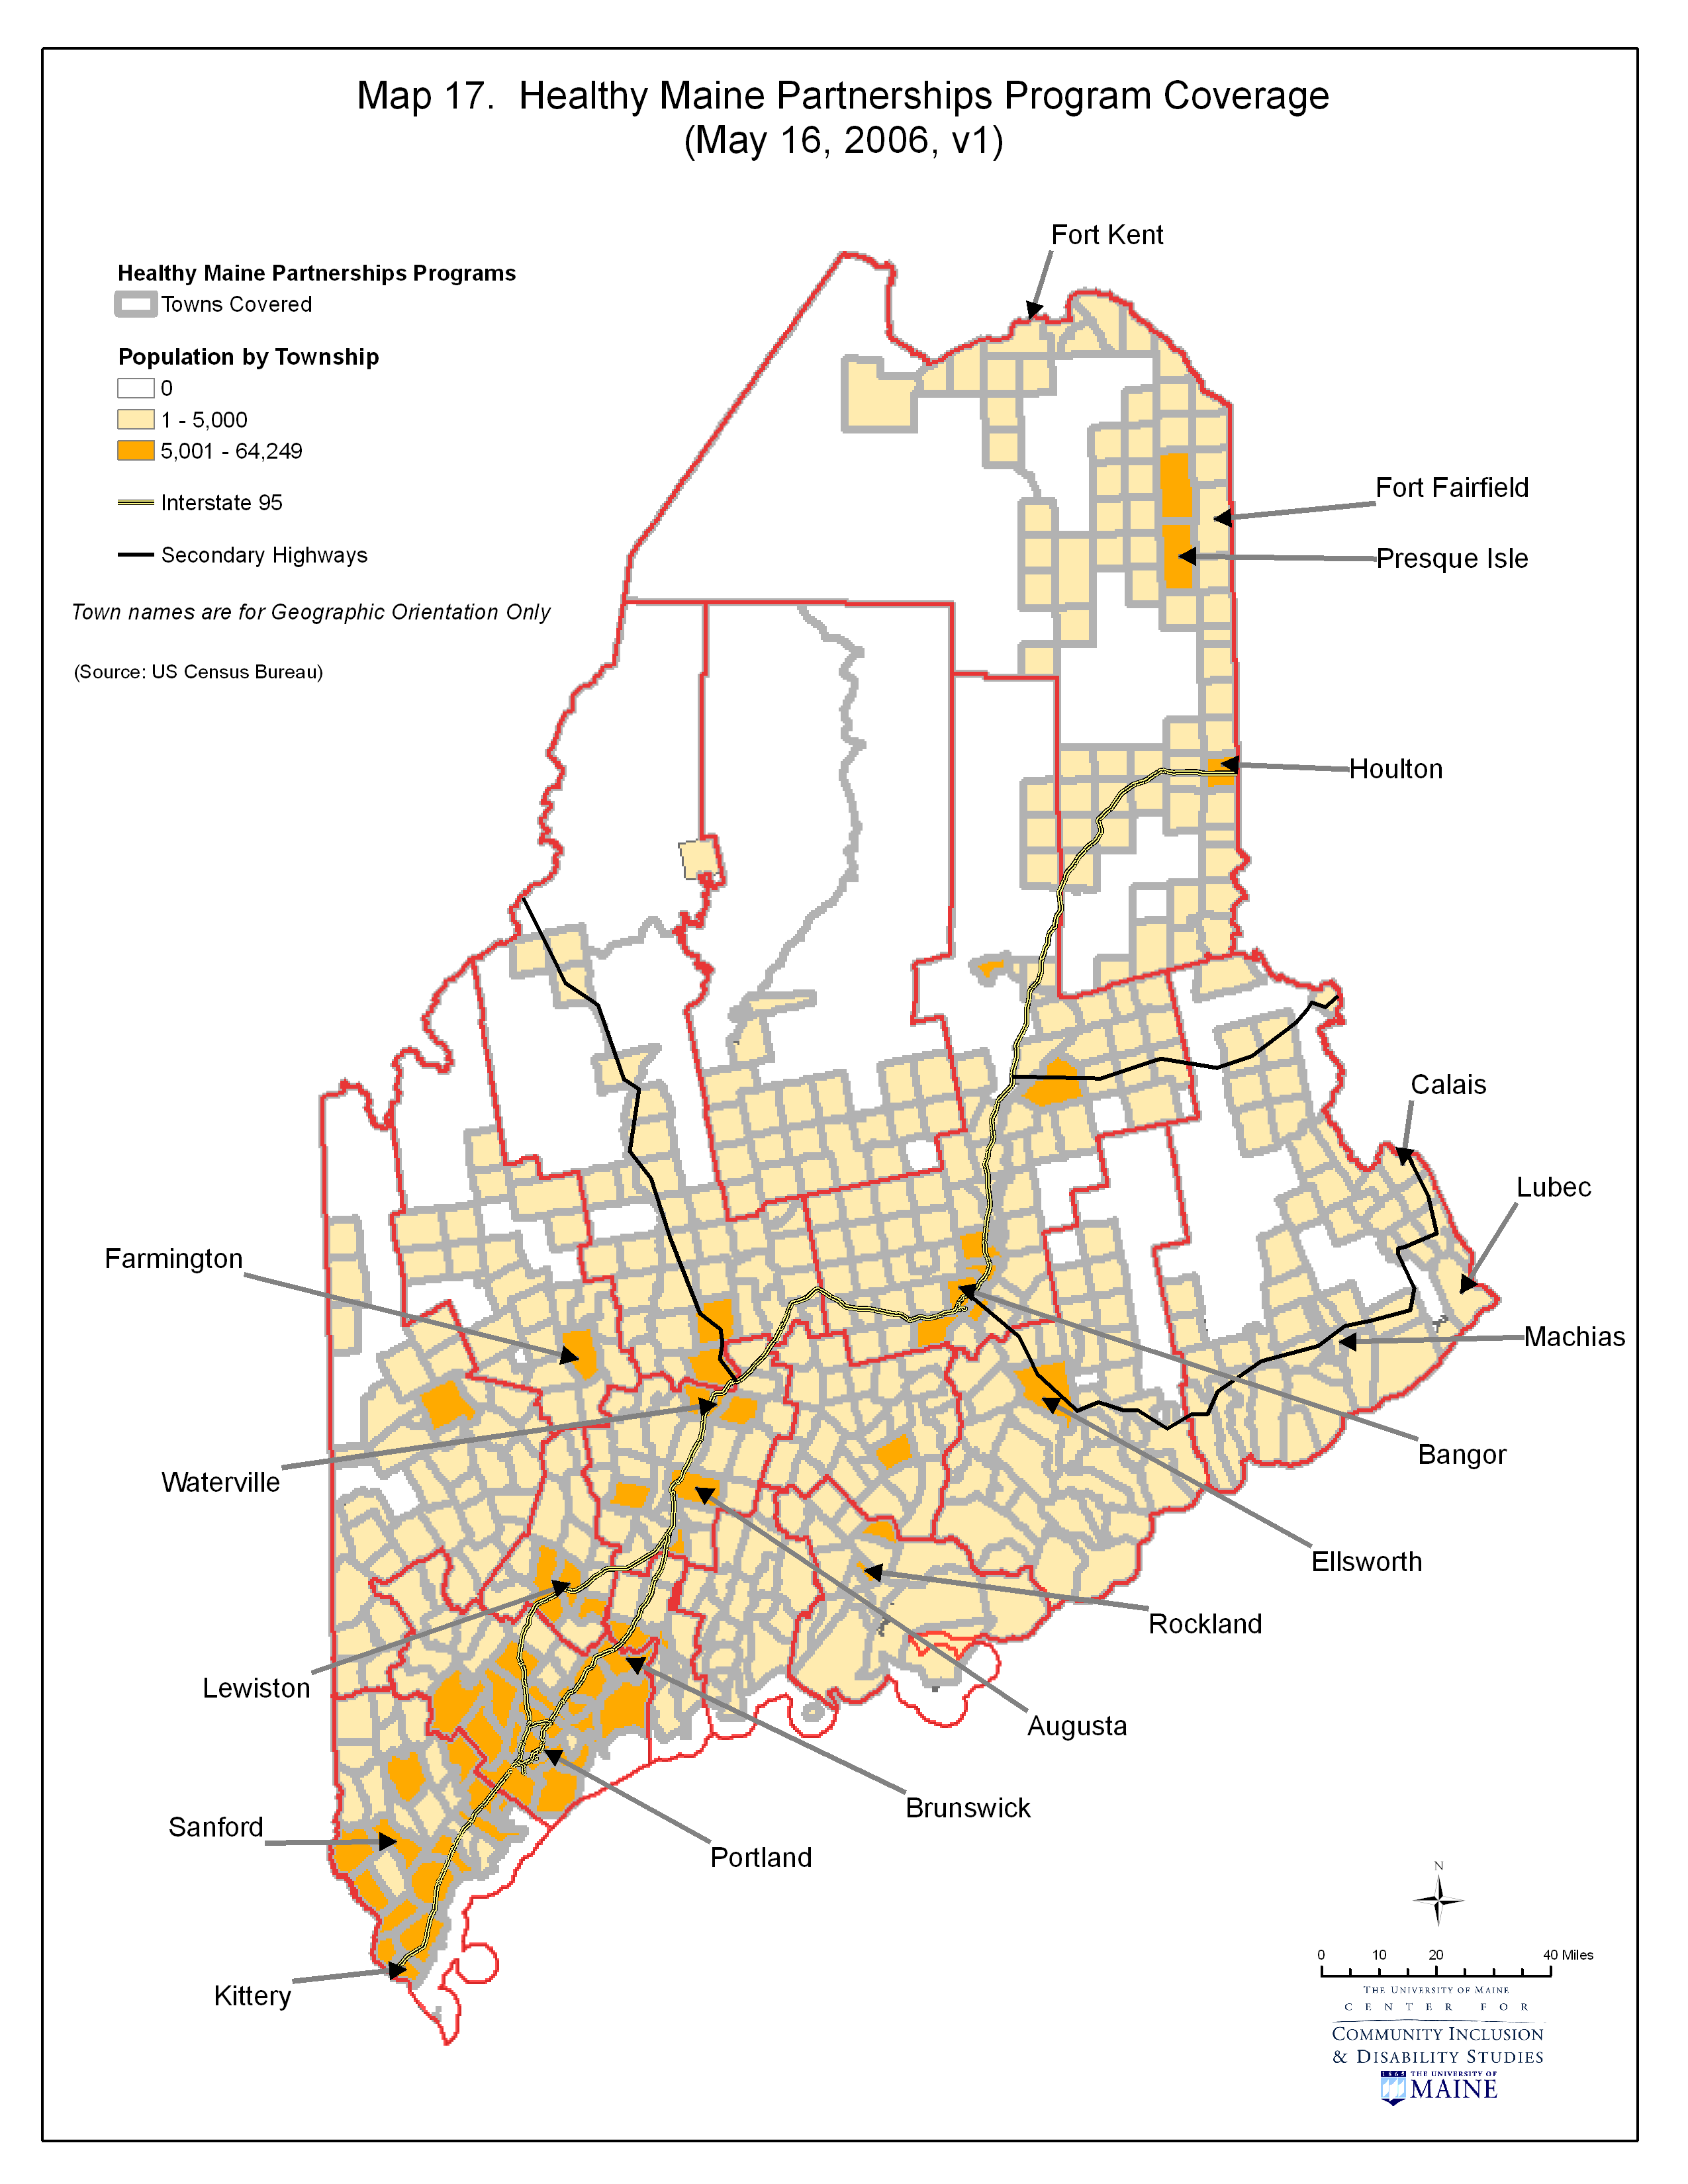 Map 17.  Healthy Maine Partnerships Program Coverage
(May 16, 2006, v1)
Healthy Maine Partnerships Programs
Towns Covered
Population by Township
0
1 - 5,000
5,001 - 64,249
Interstate 95
Secondary Highways
Town names are for Geographic Orientation Only
(Source: US Census Bureau)
Fort Kent
Fort Fairfield
Presque Isle
Houlton
Calais
Lubec
Farmington
Machias
Bangor
Waterville
Ellsworth
Rockland
Lewiston
Augusta
Brunswick
Sanford
Portland
Kittery
N
0 10 20 40 Miles
THE UNIVERSITY OF MAINE
CENTER FOR
COMMUNITY INCLUSION
& DISABILITY STUDIES
1865 THE UNIVERSITY OF
MAINE